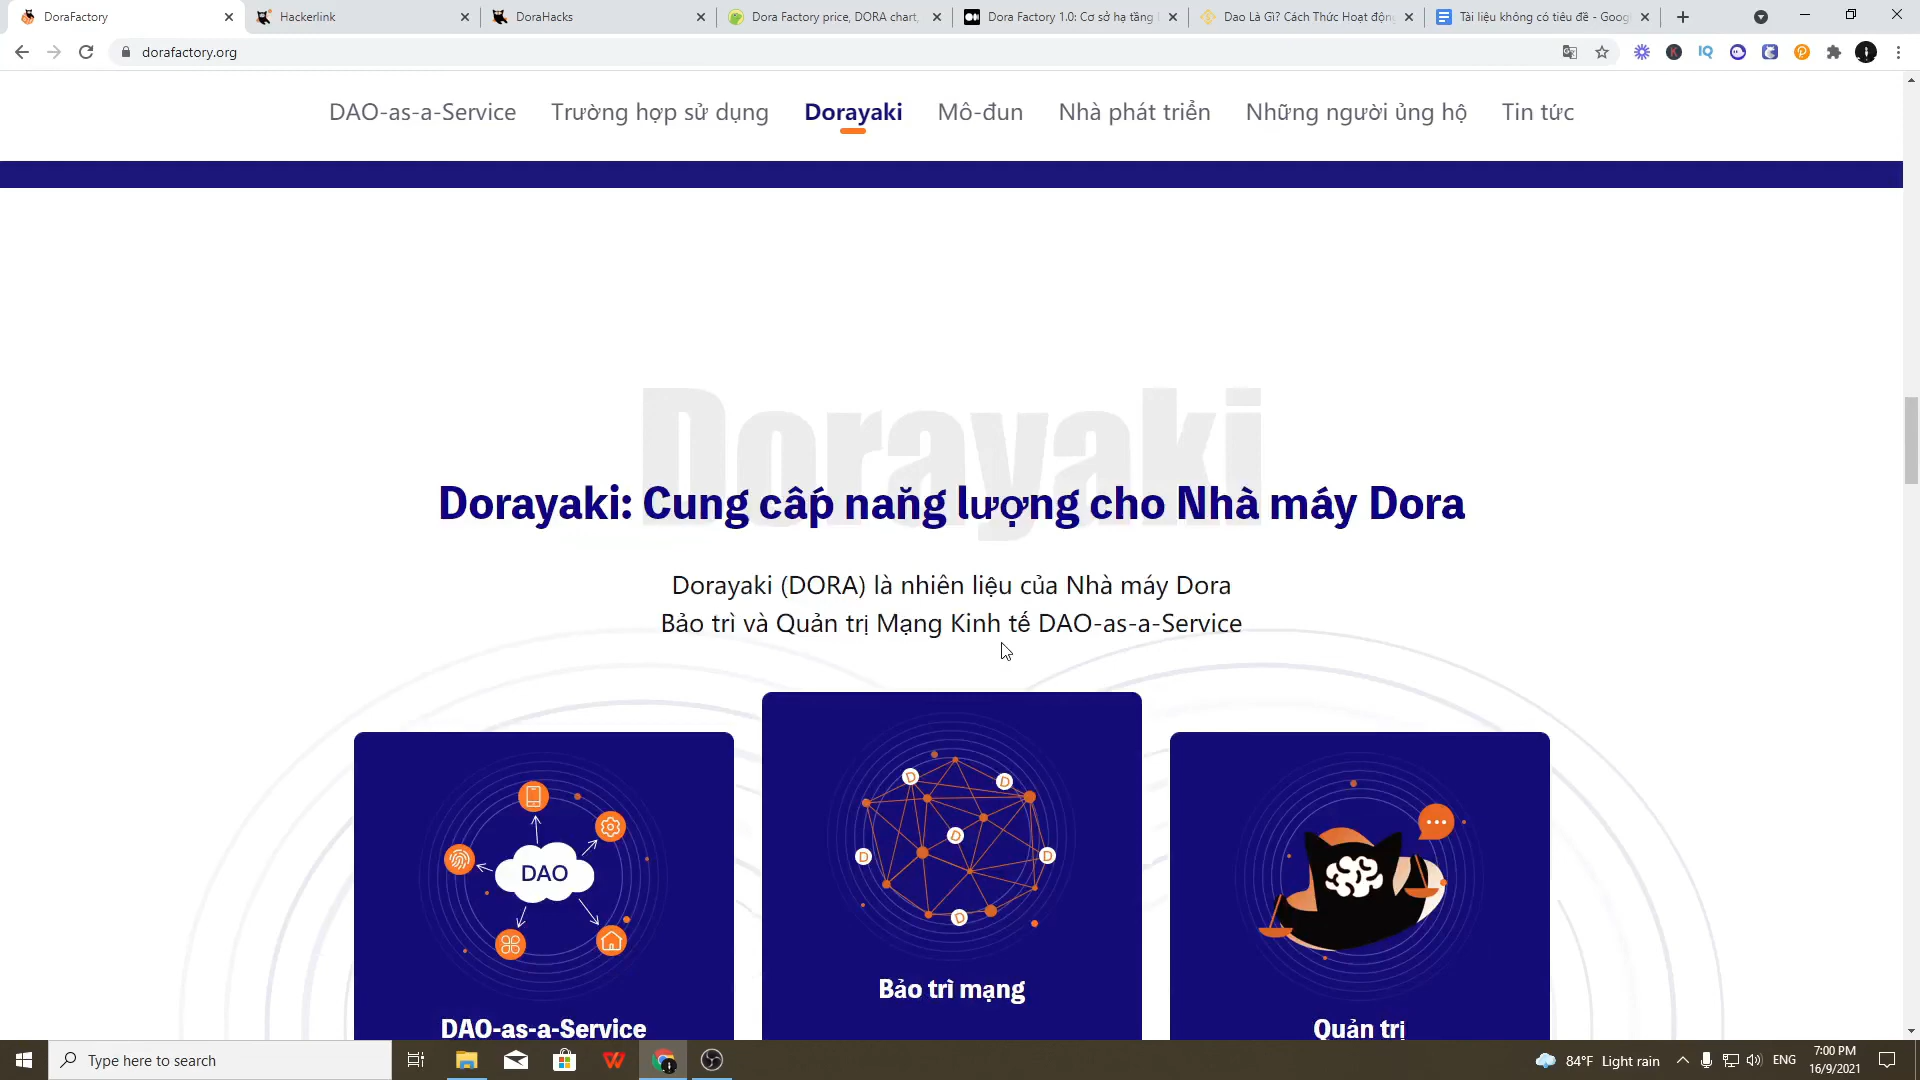 DoraFactory
Hackerlink
DoraHacks
Dora Factory price, DORA chart,
Dora Factory 1.0: Cơ sở hạ tầng
Dao Là Gì? Cách Thức Hoạt độn
Tài liệu không có tiêu đề - Goog
dorafactory.org
DAO-as-a-Service
Trường hợp sử dụng
Dorayaki
Mô-đun
Nhà phát triển
Những người ủng hộ
Tin tức
Dorayaki
Dorayaki: Cung cấp năng lượng cho Nhà máy Dora
Dorayaki (DORA) là nhiên liệu của Nhà máy Dora
Bảo trì và Quản trị Mạng Kinh tế DAO-as-a-Service
DAO
D
D
D
D
D
D
Bảo trì mạng
DAO-as-a-Service
Quản trị
Type here to search
84°F Light rain
ENG
7:00 PM
16/9/2021